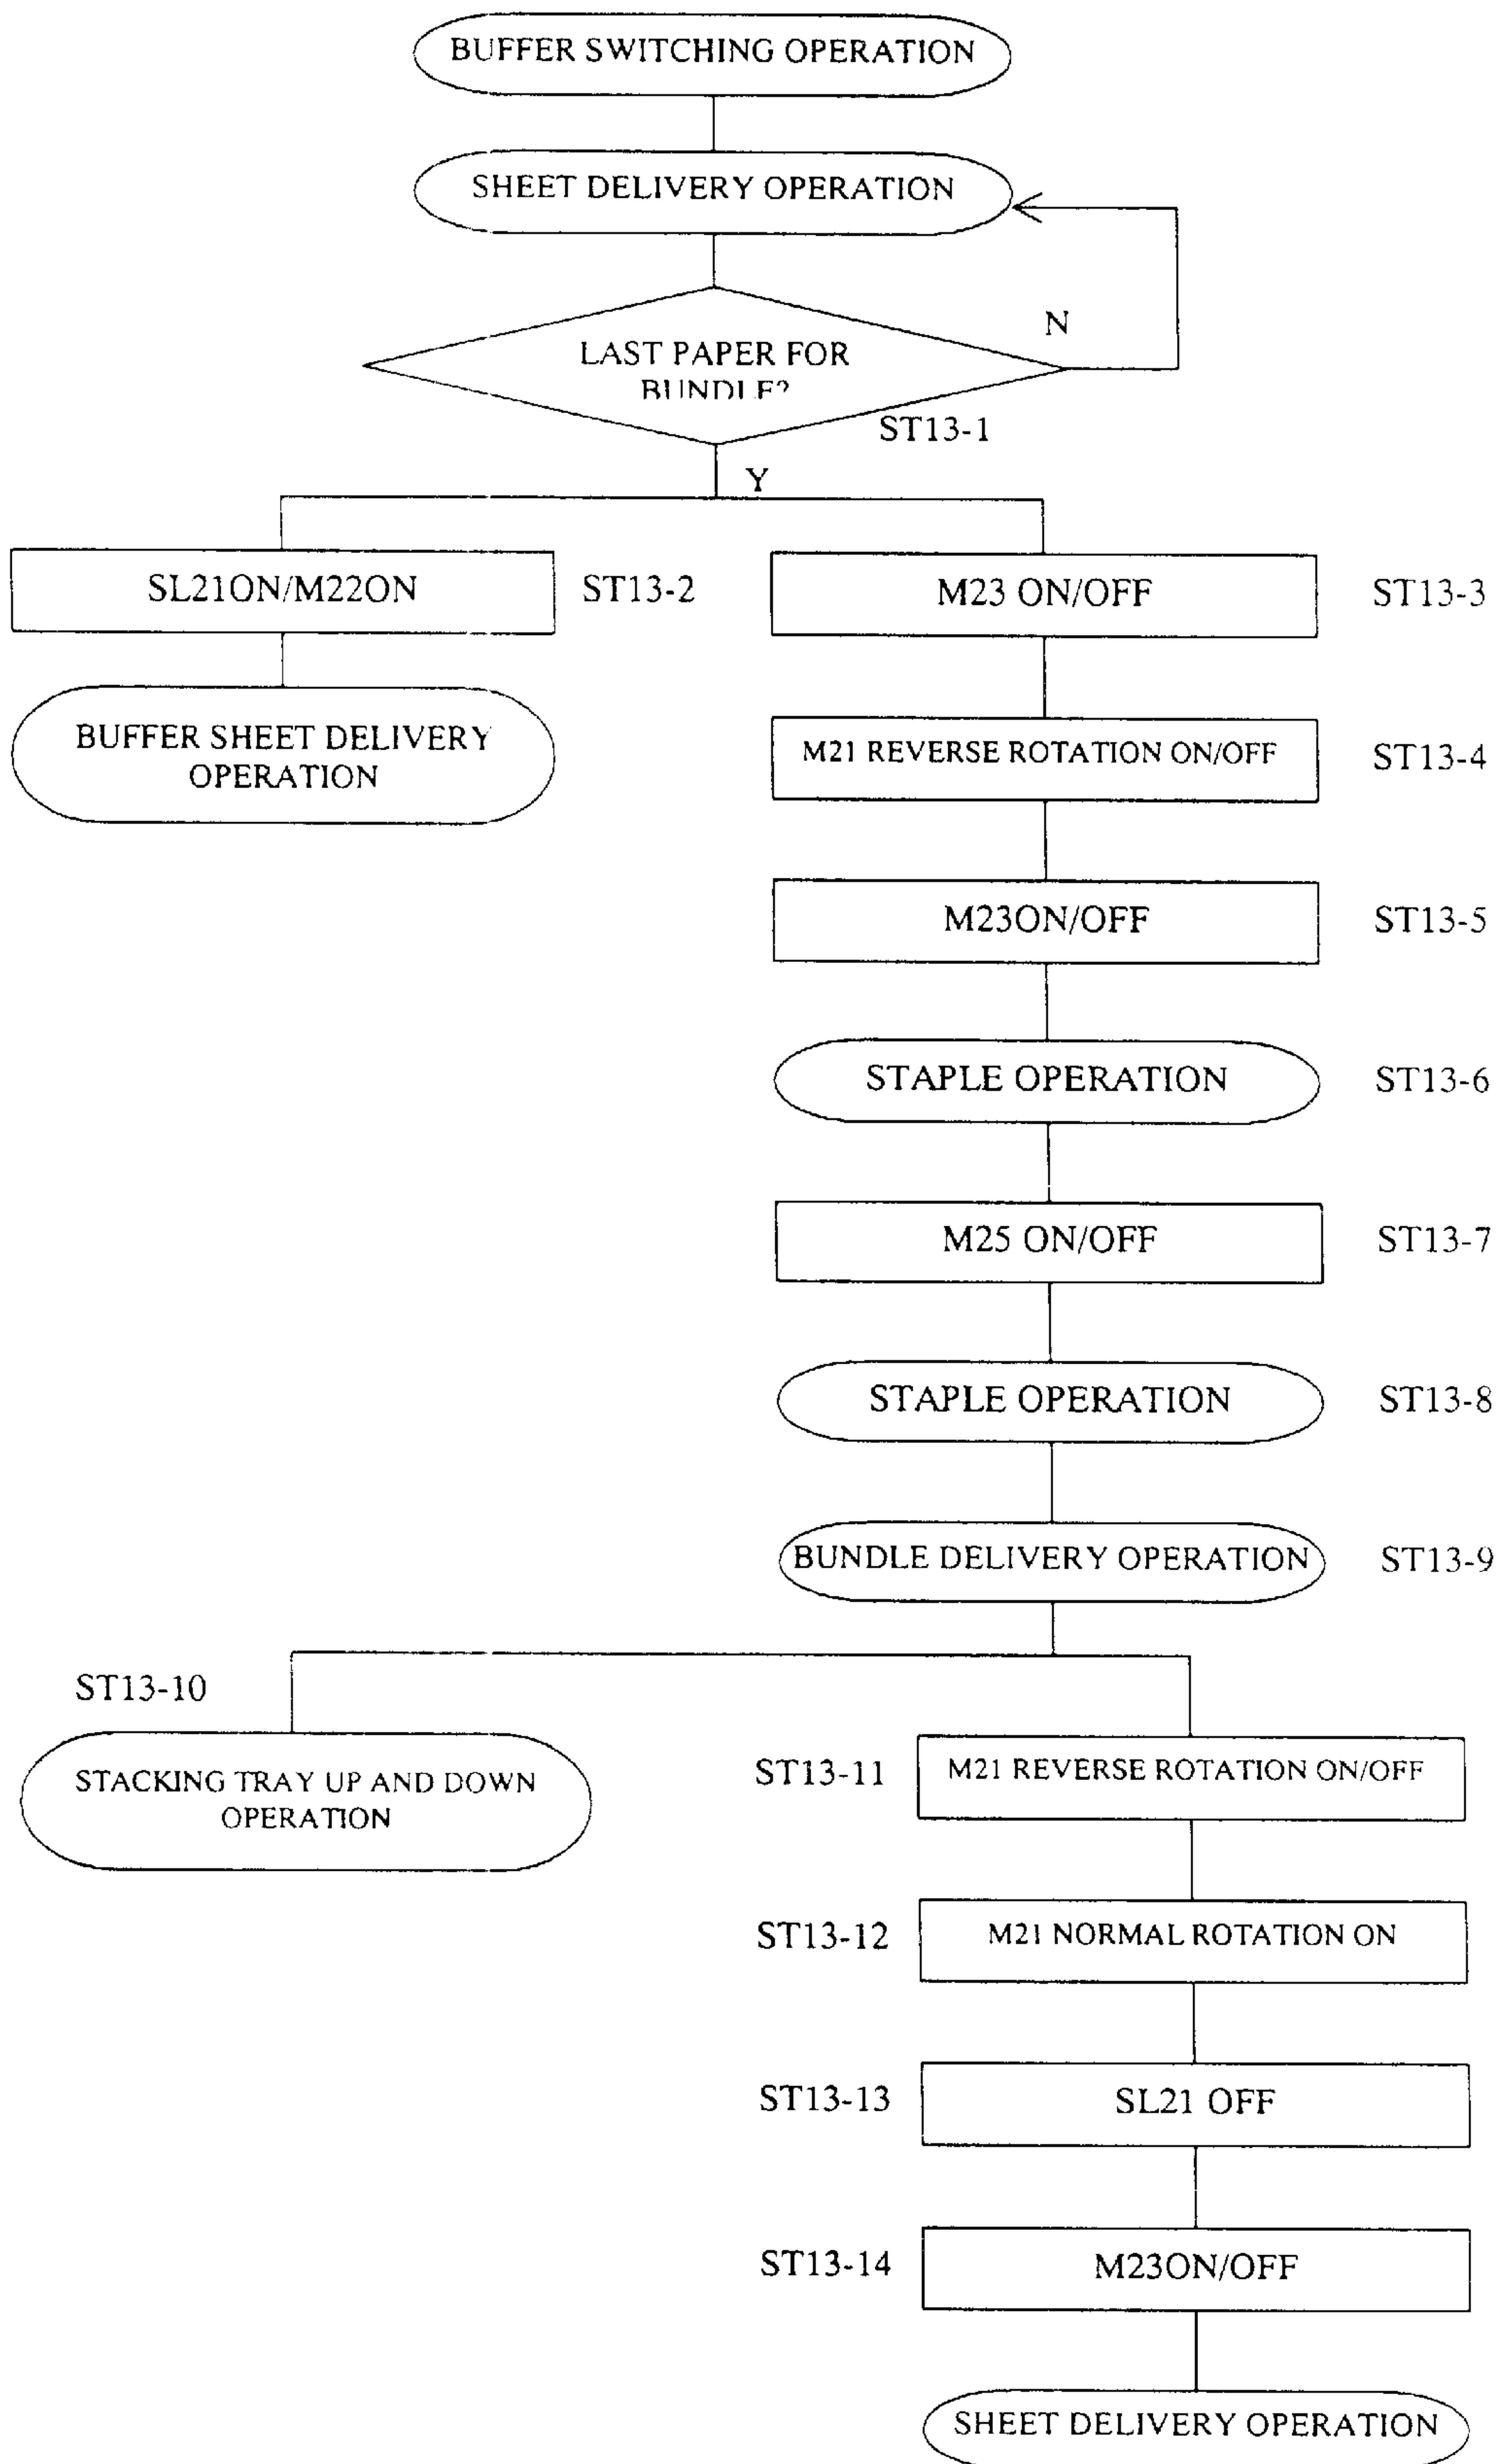 BUFFER SWITCHING OPERATION
SHEET DELIVERY OPERATION
N
LAST PAPER FOR
BUNDLE?
ST13-1
Y
SL21ON/M22ON
ST13-2
M23 ON/OFF
ST13-3
BUFFER SHEET DELIVERY
OPERATION
M21 REVERSE ROTATION ON/OFF
ST13-4
M23ON/OFF
ST13-5
STAPLE OPERATION
ST13-6
M25 ON/OFF
ST13-7
STAPLE OPERATION
ST13-8
BUNDLE DELIVERY OPERATION
ST13-9
ST13-10
STACKING TRAY UP AND DOWN
OPERATION
ST13-11
M21 REVERSE ROTATION ON/OFF
ST13-12
M21 NORMAL ROTATION ON
ST13-13
SL21 OFF
ST13-14
M23ON/OFF
SHEET DELIVERY OPERATION